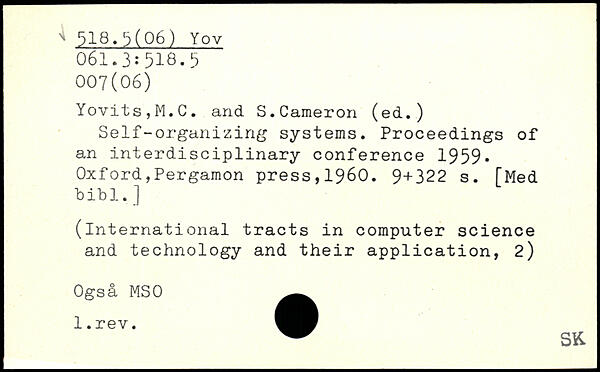 518.5(06) Yov
061.3:518.5
007(06)
Yovits,M.C. and S.Cameron (ed.)
Self-organizing systems. Proceedings of
an interdisciplinary conference 1959.
Oxford,Pergamon press,1960. 9+322 s. [Med
bibl.]
(International tracts in computer science
and technology and their application, 2)
Også MSO
1.rev.
SK